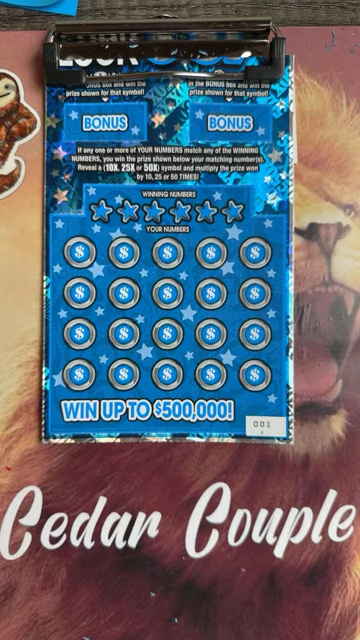 LUCK
BONUS box and win the
prize shown for that symbol!
in the BONUS box and win the
prize shown for that symbol!
BONUS
BONUS
If any one or more of YOUR NUMBERS match any of the WINNING
NUMBERS, you win the prize shown below your matching number(s).
Reveal a (10X, 25X or 50X) symbol and multiply the prize won
by 10, 25 or 50 TIMES!
WINNING NUMBERS
YOUR NUMBERS
$ $ $ $ $
$ $ $ $ $
$ $ $ $ $
$ $ $ $ $
WIN UP TO $500,000!
001
Cedar Couple